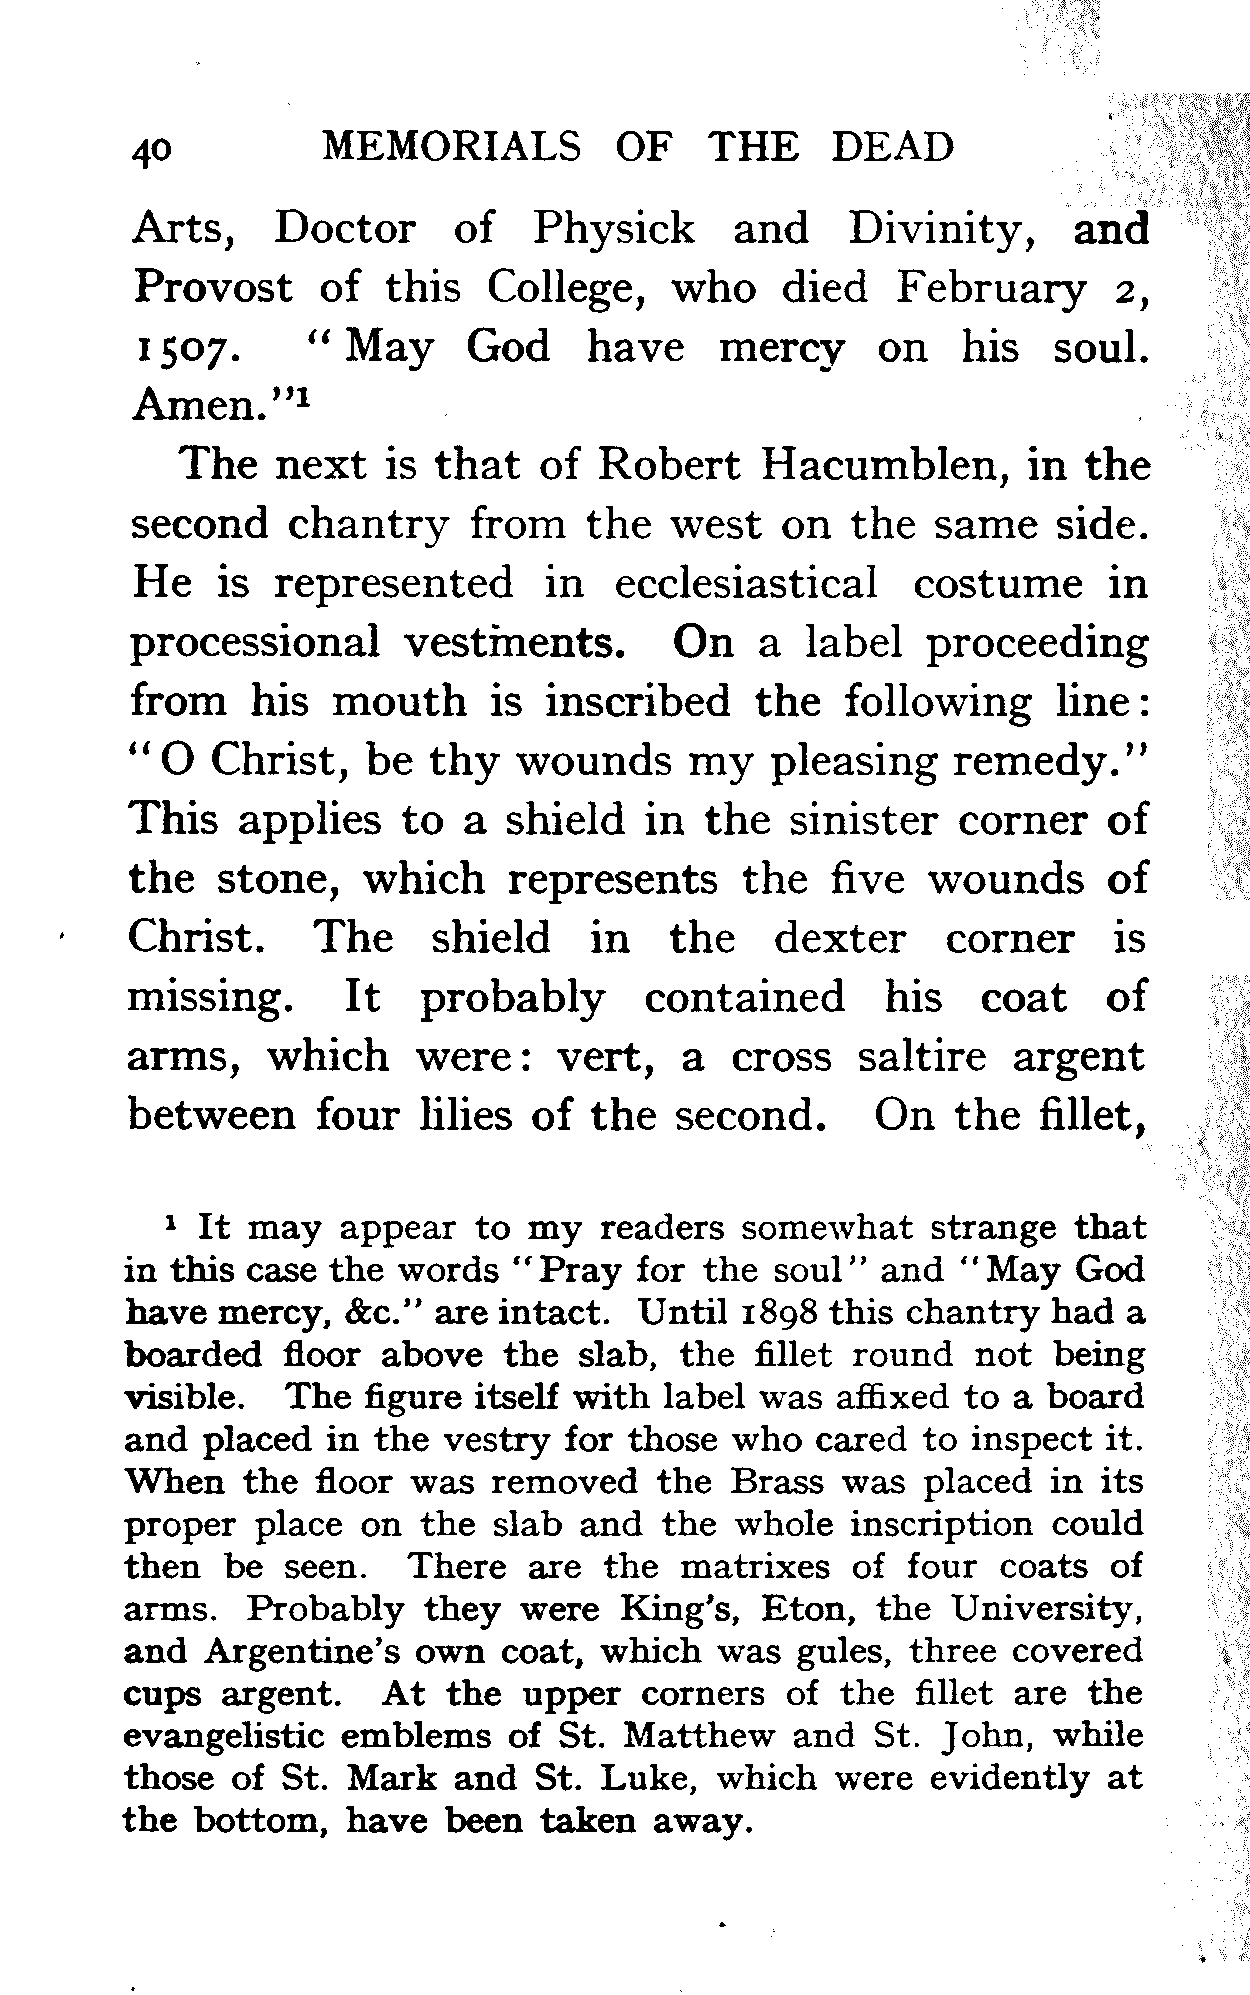 40 MEMORIALS OF THE DEAD
Arts, Doctor of Physick and Divinity, and
Provost of this College, who died February 2,
1507. "May God have mercy on his soul.
Amen."¹
The next is that of Robert Hacumblen, in the
second chantry from the west on the same side.
He is represented in ecclesiastical costume in
processional vestments. On a label proceeding
from his mouth is inscribed the following line:
"O Christ, be thy wounds my pleasing remedy."
This applies to a shield in the sinister corner of
the stone, which represents the five wounds of
Christ. The shield in the dexter corner is
missing. It probably contained his coat of
arms, which were: vert, a cross saltire argent
between four lilies of the second. On the fillet,
¹ It may appear to my readers somewhat strange that
in this case the words "Pray for the soul" and "May God
have mercy, &c." are intact. Until 1898 this chantry had a
boarded floor above the slab, the fillet round not being
visible. The figure itself with label was affixed to a board
and placed in the vestry for those who cared to inspect it.
When the floor was removed the Brass was placed in its
proper place on the slab and the whole inscription could
then be seen. There are the matrixes of four coats of
arms. Probably they were King's, Eton, the University,
and Argentine's own coat, which was gules, three covered
cups argent. At the upper corners of the fillet are the
evangelistic emblems of St. Matthew and St. John, while
those of St. Mark and St. Luke, which were evidently at
the bottom, have been taken away.